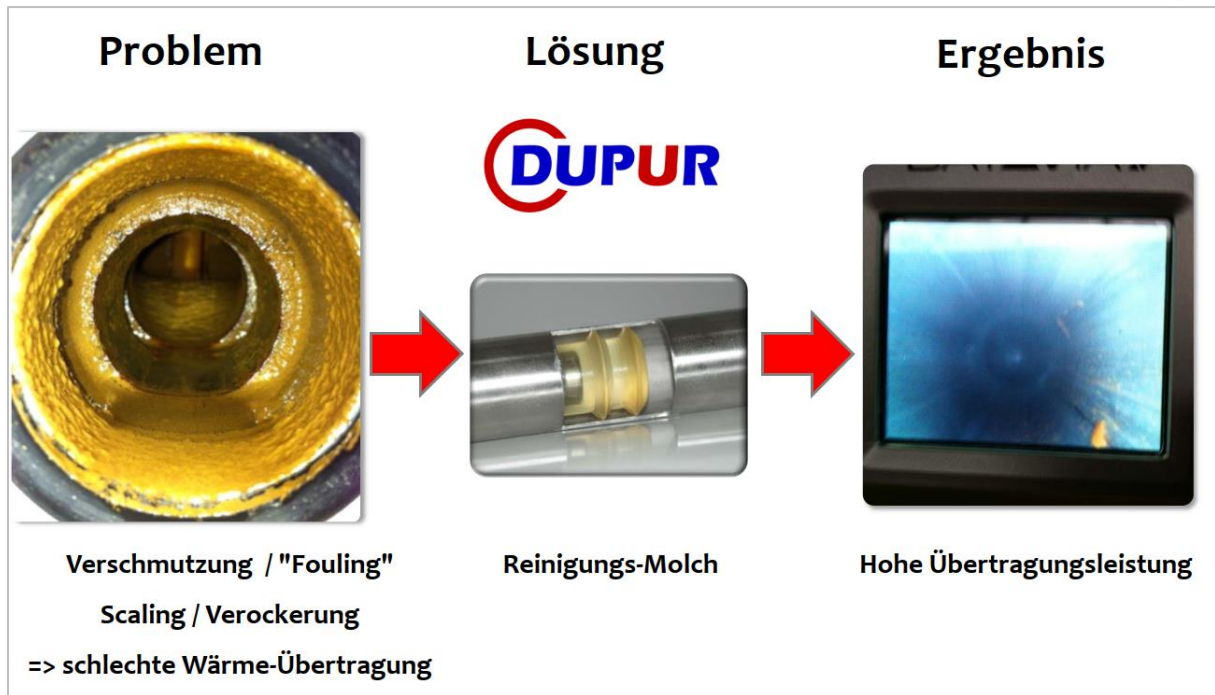 Problem
Verschmutzung / "Fouling"
Scaling / Verockerung
=> schlechte Wärme-Übertragung
Lösung
DUPUR
Reinigungs-Molch
Ergebnis
Hohe Übertragungsleistung